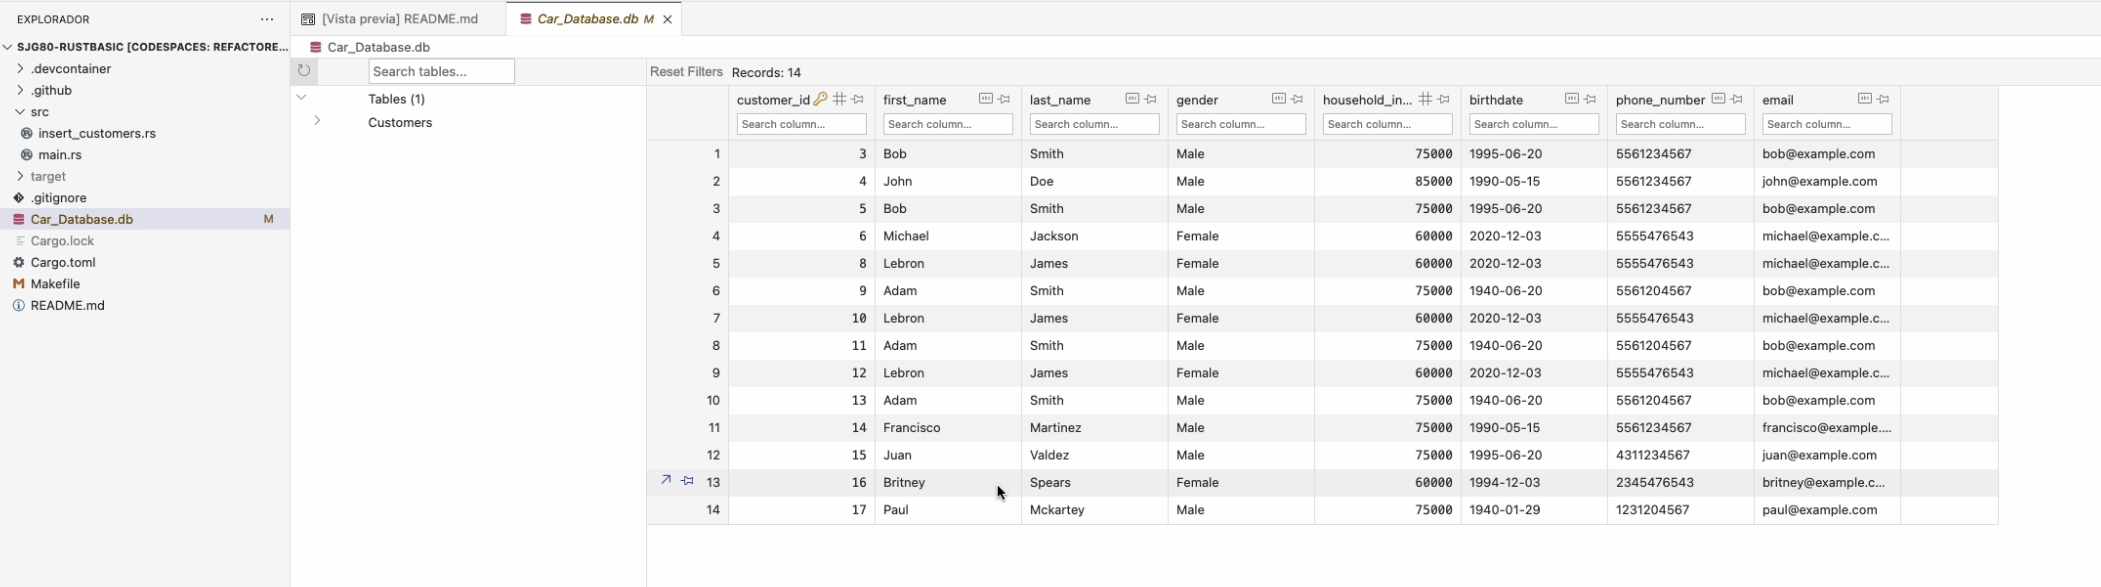 EXPLORADOR ...
[Vista previa] README.md
Car_Database.db M
SJG80-RUSTBASIC [CODESPACES: REFACTORE...
Car_Database.db
.devcontainer
Search tables...
Reset Filters Records: 14
.github
Tables (1)
customer_id first_name last_name gender household_in... birthdate phone_number email
src
Customers
Search column... Search column... Search column... Search column... Search column... Search column... Search column... Search column...
insert_customers.rs
main.rs
target
.gitignore
Car_Database.db M
Cargo.lock
Cargo.toml
Makefile
README.md
1 3 Bob Smith Male 75000 1995-06-20 5561234567 bob@example.com
2 4 John Doe Male 85000 1990-05-15 5561234567 john@example.com
3 5 Bob Smith Male 75000 1995-06-20 5561234567 bob@example.com
4 6 Michael Jackson Female 60000 2020-12-03 5555476543 michael@example.c...
5 8 Lebron James Female 60000 2020-12-03 5555476543 michael@example.c...
6 9 Adam Smith Male 75000 1940-06-20 5561204567 bob@example.com
7 10 Lebron James Female 60000 2020-12-03 5555476543 michael@example.c...
8 11 Adam Smith Male 75000 1940-06-20 5561204567 bob@example.com
9 12 Lebron James Female 60000 2020-12-03 5555476543 michael@example.c...
10 13 Adam Smith Male 75000 1940-06-20 5561204567 bob@example.com
11 14 Francisco Martinez Male 75000 1990-05-15 5561234567 francisco@example....
12 15 Juan Valdez Male 75000 1995-06-20 4311234567 juan@example.com
13 16 Britney Spears Female 60000 1994-12-03 2345476543 britney@example.c...
14 17 Paul Mckartey Male 75000 1940-01-29 1231204567 paul@example.com